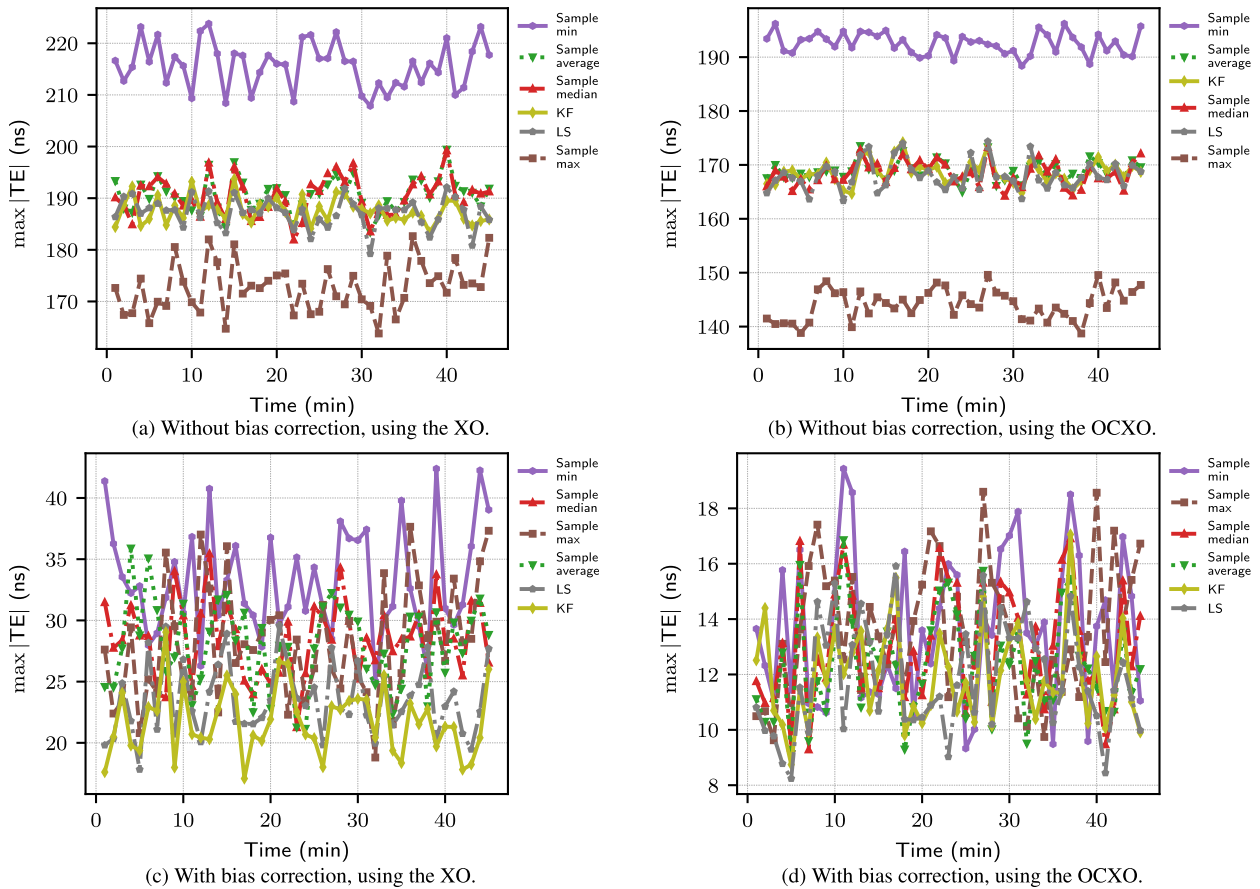 220
210
200
190
180
170
max |TE| (ns)
0
10
20
30
40
Time (min)
Sample
min
Sample
average
Sample
median
KF
LS
Sample
max
(a) Without bias correction, using the XO.
190
180
170
160
150
140
max |TE| (ns)
0
10
20
30
40
Time (min)
Sample
min
Sample
average
KF
Sample
median
LS
Sample
max
(b) Without bias correction, using the OCXO.
40
35
30
25
20
max |TE| (ns)
0
10
20
30
40
Time (min)
Sample
min
Sample
median
Sample
max
Sample
average
LS
KF
(c) With bias correction, using the XO.
18
16
14
12
10
8
max |TE| (ns)
0
10
20
30
40
Time (min)
Sample
min
Sample
max
Sample
median
Sample
average
KF
LS
(d) With bias correction, using the OCXO.